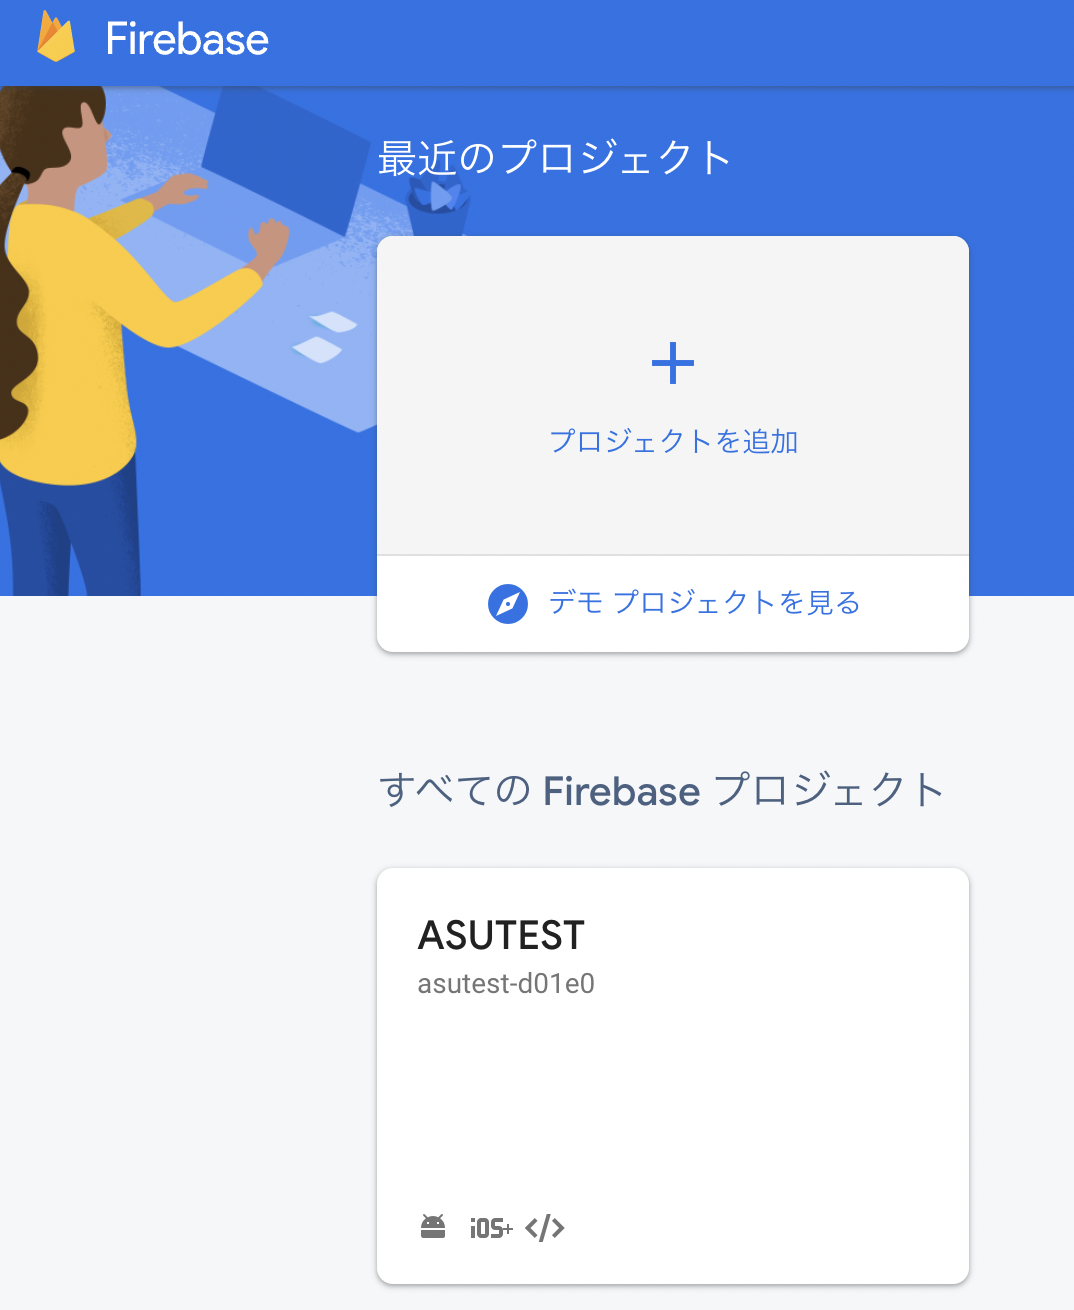 Firebase
最近のプロジェクト
プロジェクトを追加
デモ プロジェクトを見る
すべての Firebase プロジェクト
ASUTEST
asutest-d01e0
iOS+ </>